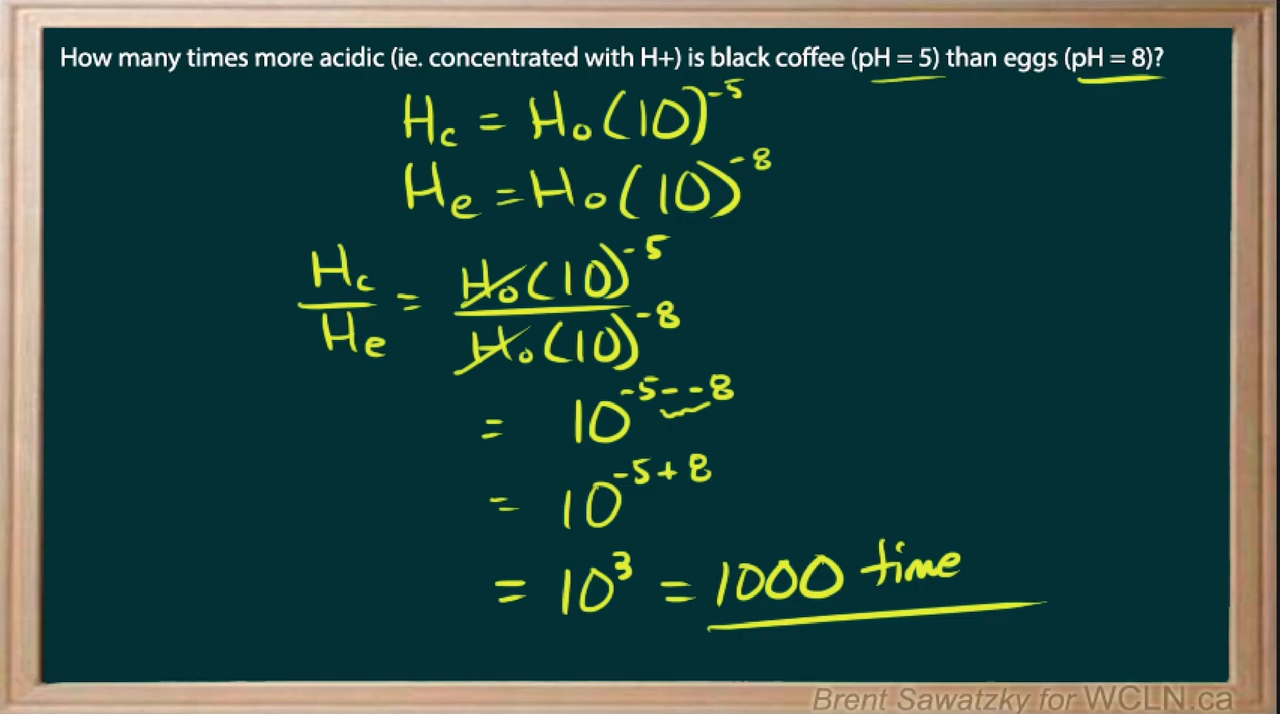 How many times more acidic (ie. concentrated with H+) is black coffee (pH = 5) than eggs (pH = 8)?
Hc = Ho(10)^-5
He = Ho(10)^-8
Hc/He = Ho(10)^-5/Ho(10)^-8
= 10^-5--8
= 10^-5+8
= 10^3 = 1000 time
Brent Sawatzky for WCLN.ca